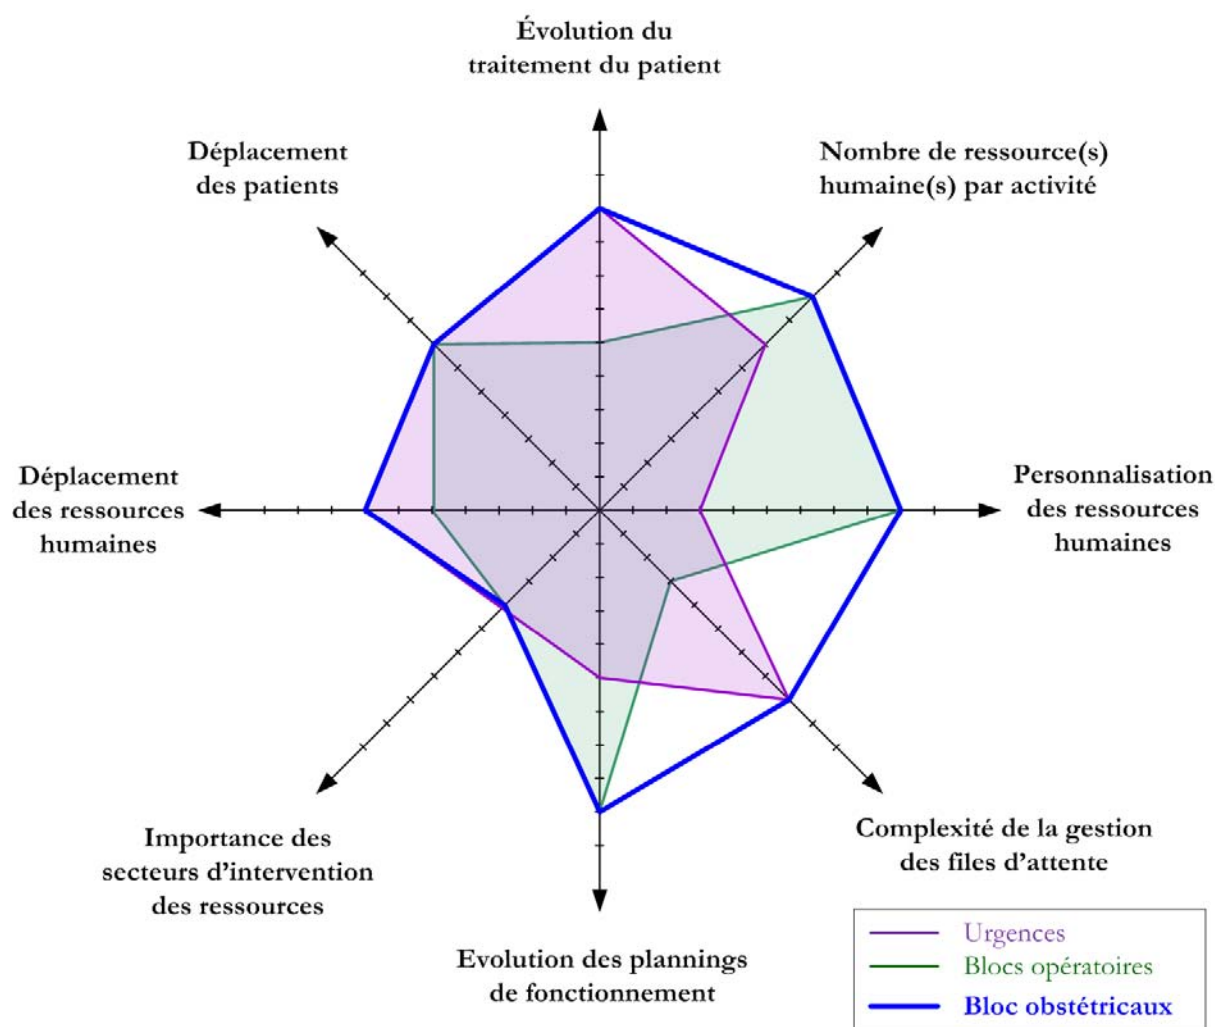 Évolution du
traitement du patient
Déplacement
des patients
Nombre de ressource(s)
humaine(s) par activité
Déplacement
des ressources
humaines
Personnalisation
des ressources
humaines
Importance des
secteurs d'intervention
des ressources
Complexité de la gestion
des files d'attente
Evolution des plannings
de fonctionnement
Urgences
Blocs opératoires
Bloc obstétricaux